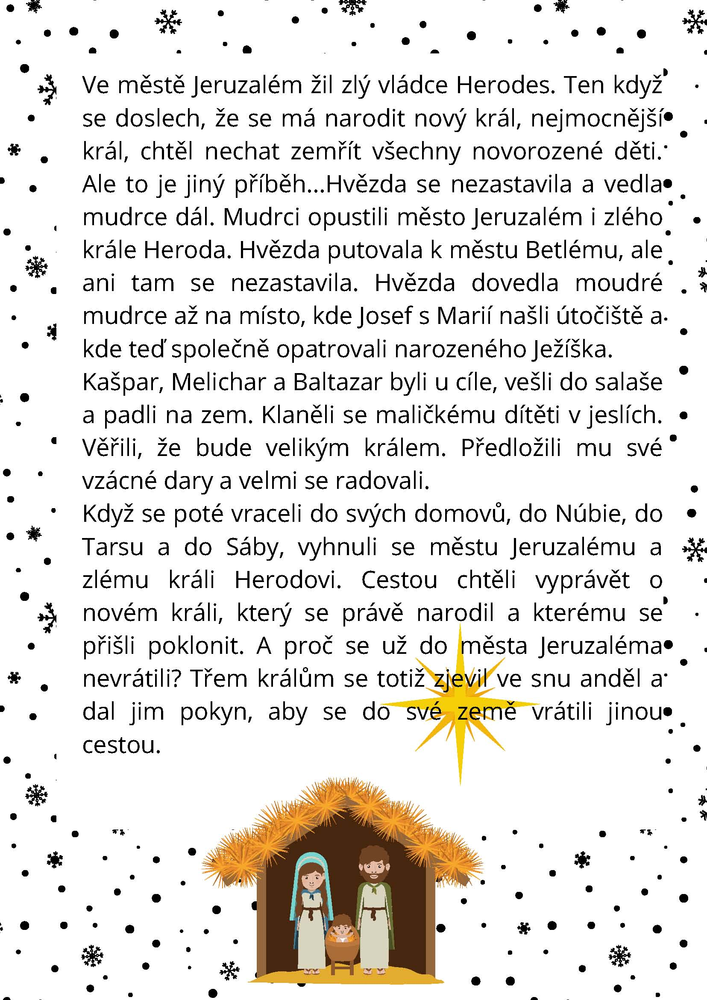 Ve městě Jeruzalém žil zlý vládce Herodes. Ten když
se doslech, že se má narodit nový král, nejmocnější
král, chtěl nechat zemřít všechny novorozené děti.
Ale to je jiný příběh...Hvězda se nezastavila a vedla
mudrce dál. Mudrci opustili město Jeruzalém i zlého
krále Heroda. Hvězda putovala k městu Betlému, ale
ani tam se nezastavila. Hvězda dovedla moudré
mudrce až na místo, kde Josef s Marií našli útočiště a
kde teď společně opatrovali narozeného Ježíška.
Kašpar, Melichar a Baltazar byli u cíle, vešli do salaše
a padli na zem. Klaněli se maličkému dítěti v jeslích.
Věřili, že bude velikým králem. Předložili mu své
vzácné dary a velmi se radovali.
Když se poté vraceli do svých domovů, do Núbie, do
Tarsu a do Sáby, vyhnuli se městu Jeruzalému a
zlému králi Herodovi. Cestou chtěli vyprávět o
novém králi, který se právě narodil a kterému se
přišli poklonit. A proč se už do města Jeruzaléma
nevrátili? Třem králům se totiž zjevil ve snu anděl a
dal jim pokyn, aby se do své země vrátili jinou
cestou.